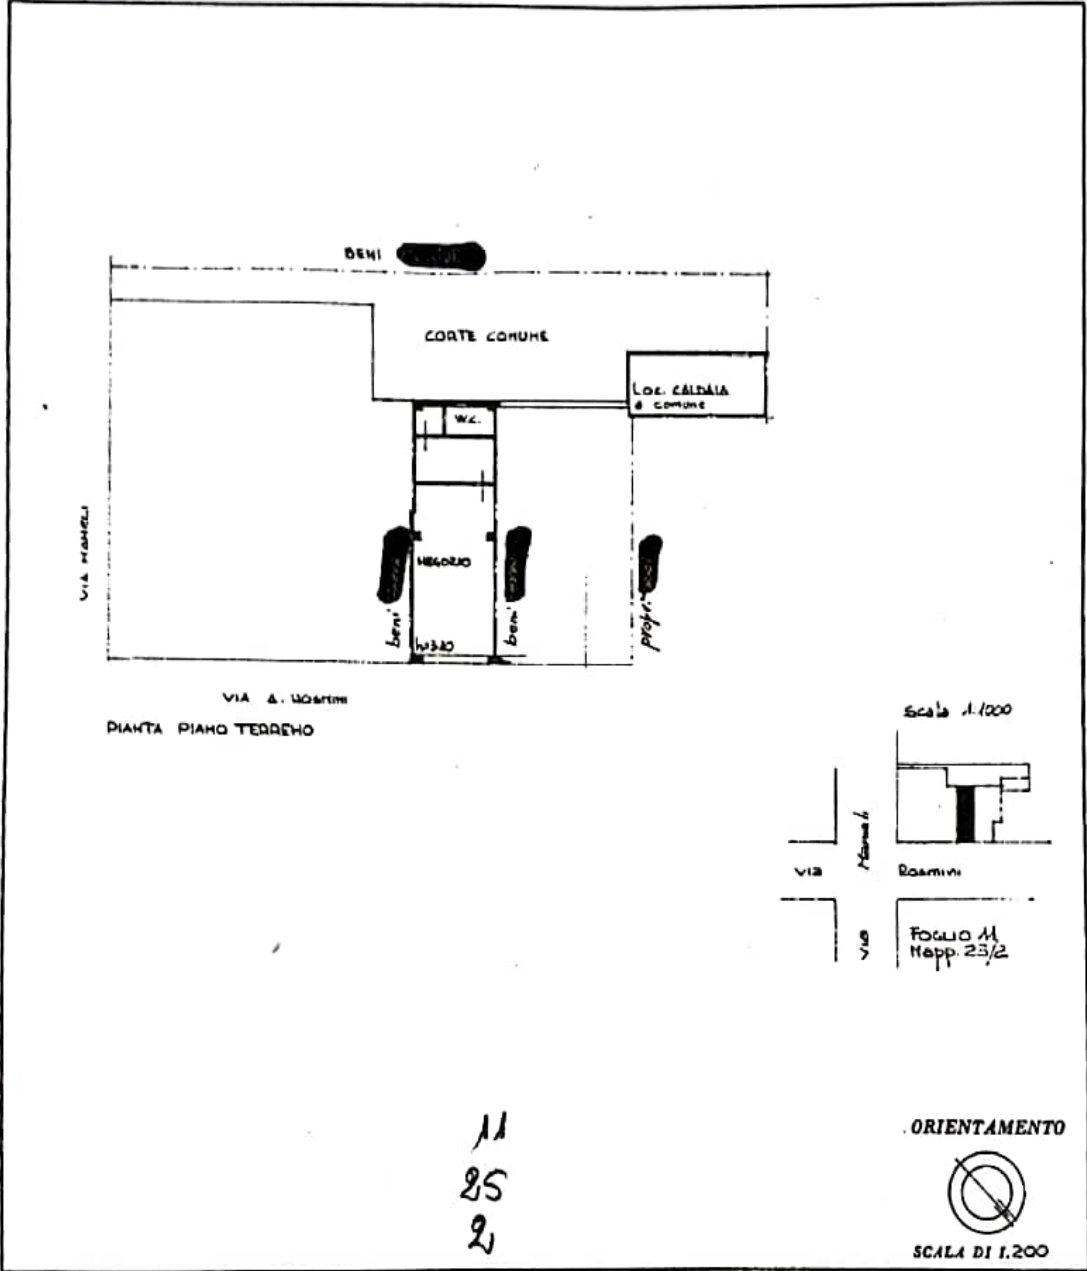 BENI
CORTE COMUNE
LOC. CALDAIA
a comune
W.C.
VIA MAMELI
NEGOZIO
beni
beni
propr.
h=3.20
VIA A. ROSMINI
PIANTA PIANO TERRENO
Scala 1:1000
via Mameli
via Rosmini
FOGLIO 11
Mapp. 25/2
11
25
2
ORIENTAMENTO
SCALA DI 1.200